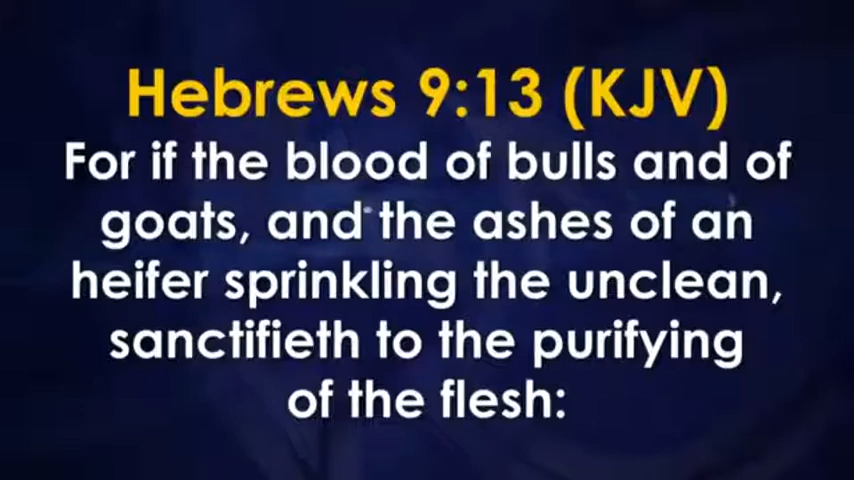 Hebrews 9:13 (KJV)
For if the blood of bulls and of
goats, and the ashes of an
heifer sprinkling the unclean,
sanctifieth to the purifying
of the flesh: